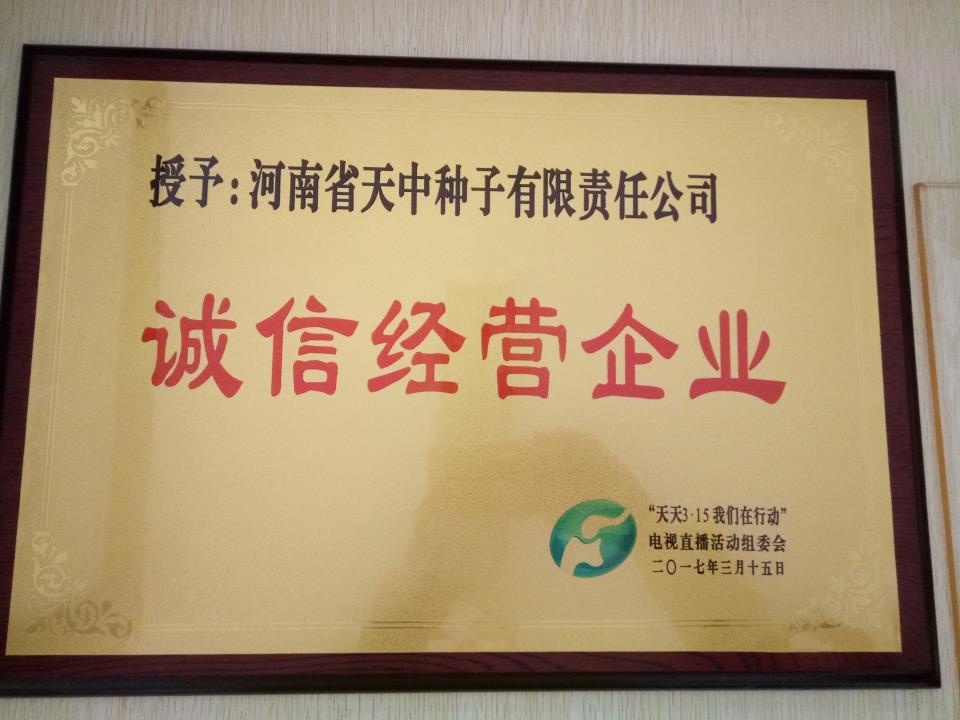 授予:河南省天中种子有限责任公司
诚信经营企业
“天天3·15我们在行动”
电视直播活动组委会
二〇一七年三月十五日